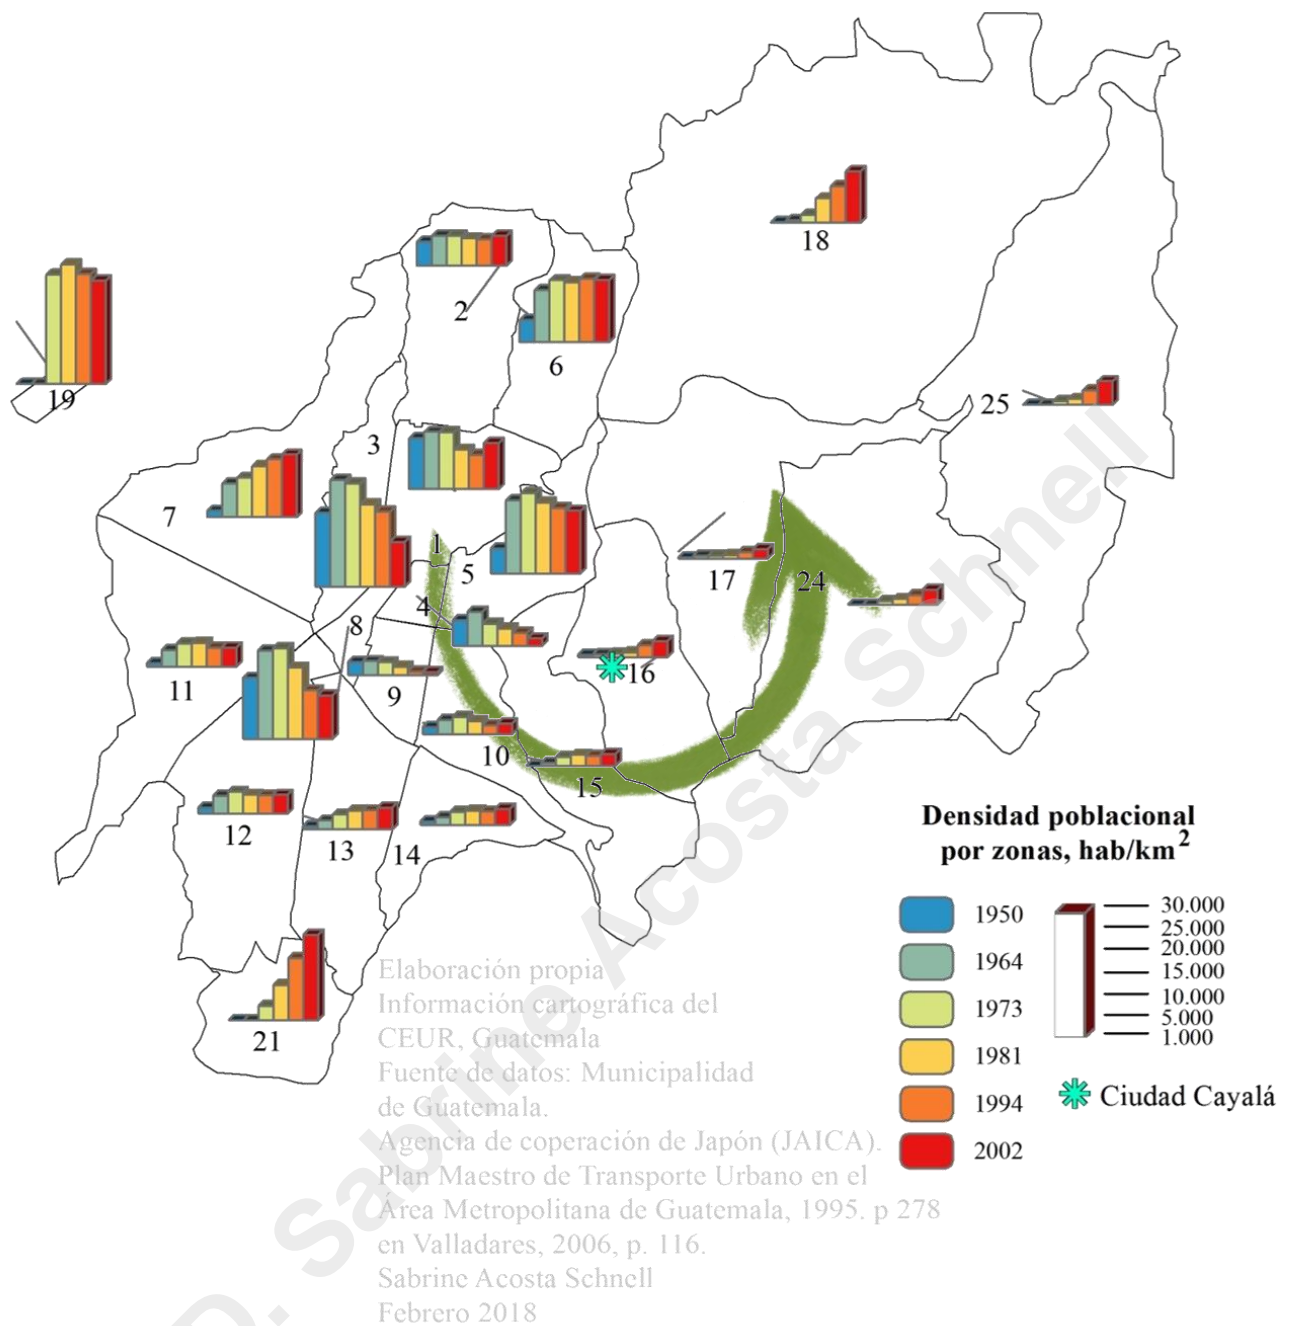 18
2
6
19
25
3
7
1
5
17
24
4
8
16
11
9
10
15
12
13
14
21
Densidad poblacional
por zonas, hab/km²
1950
1964
1973
1981
1994
2002
30.000
25.000
20.000
15.000
10.000
5.000
1.000
Ciudad Cayalá
Elaboración propia
Información cartográfica del
CEUR, Guatemala
Fuente de datos: Municipalidad
de Guatemala.
Agencia de coperación de Japón (JAICA).
Plan Maestro de Transporte Urbano en el
Área Metropolitana de Guatemala, 1995. p 278
en Valladares, 2006, p. 116.
Sabrine Acosta Schnell
Febrero 2018
D. Sabrine Acosta Schnell